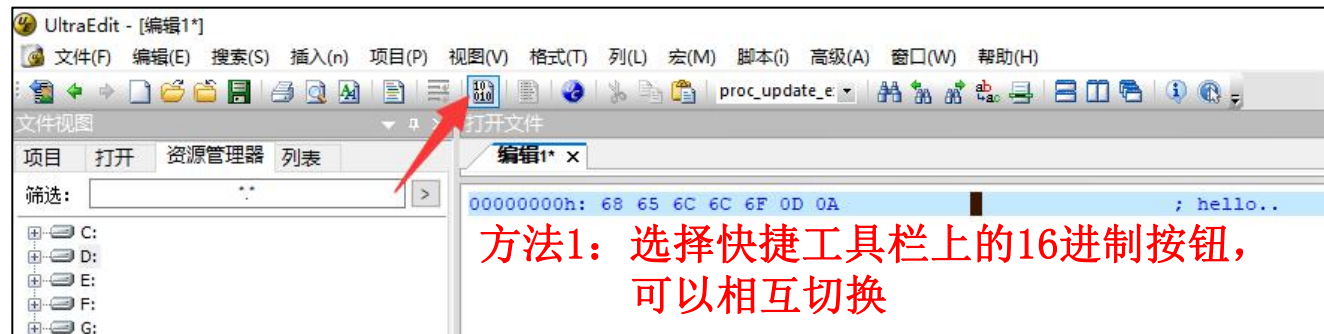 UltraEdit - [编辑1*]
文件(F) 编辑(E) 搜索(S) 插入(n) 项目(P) 视图(V) 格式(T) 列(L) 宏(M) 脚本(i) 高级(A) 窗口(W) 帮助(H)
proc_update_e:
文件视图 打开文件
项目 打开 资源管理器 列表 编辑1* x
筛选: *.* >
00000000h: 68 65 6C 6C 6F 0D 0A ; hello..
C:
方法1：选择快捷工具栏上的16进制按钮，
D:
E:
可以相互切换
F:
G: